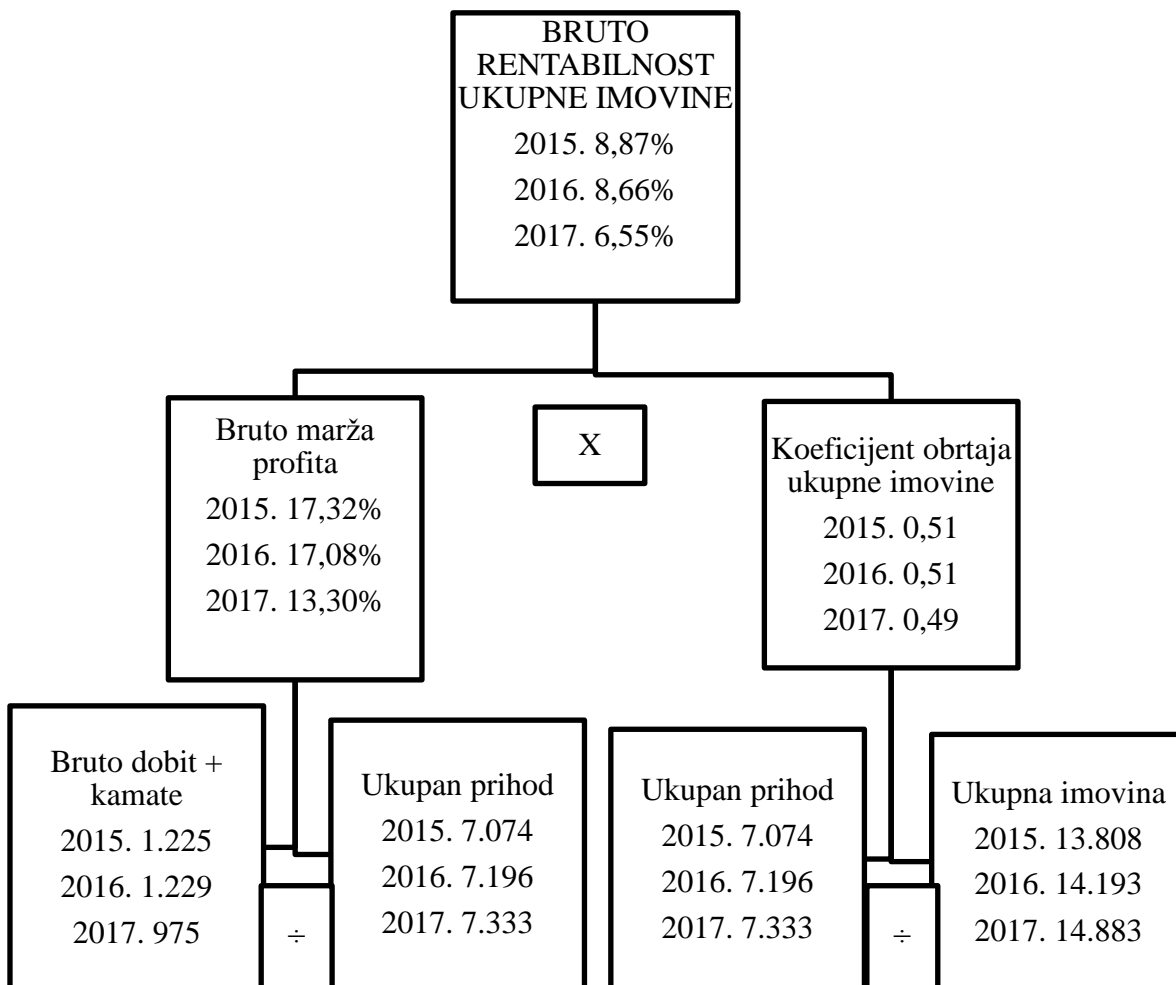 BRUTO
RENTABILNOST
UKUPNE IMOVINE
2015. 8,87%
2016. 8,66%
2017. 6,55%
Bruto marža
profita
2015. 17,32%
2016. 17,08%
2017. 13,30%
X
Koeficijent obrtaja
ukupne imovine
2015. 0,51
2016. 0,51
2017. 0,49
Bruto dobit +
kamate
2015. 1.225
2016. 1.229
2017. 975
÷
Ukupan prihod
2015. 7.074
2016. 7.196
2017. 7.333
Ukupan prihod
2015. 7.074
2016. 7.196
2017. 7.333
÷
Ukupna imovina
2015. 13.808
2016. 14.193
2017. 14.883